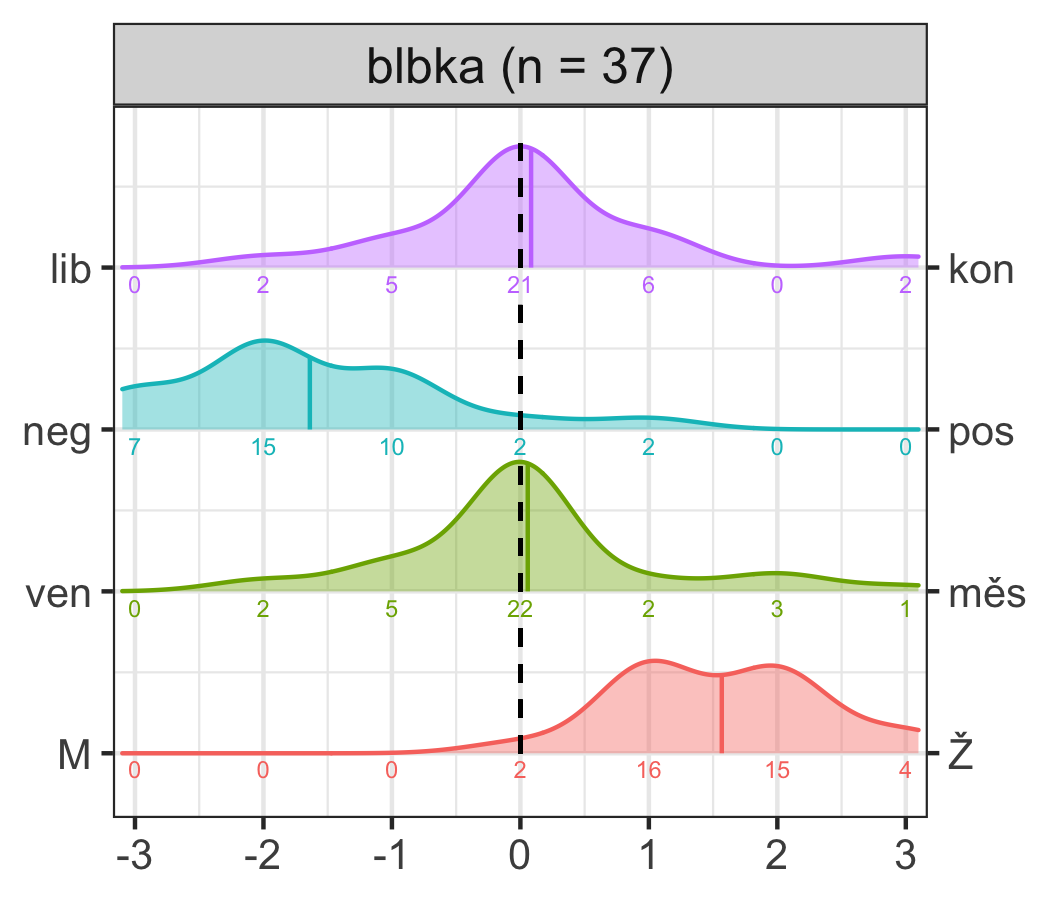 blbka (n = 37)
lib kon
0 2 5 21 6 0 2
neg pos
7 15 10 2 2 0 0
ven měs
0 2 5 22 2 3 1
M Ž
0 0 0 2 16 15 4
-3 -2 -1 0 1 2 3